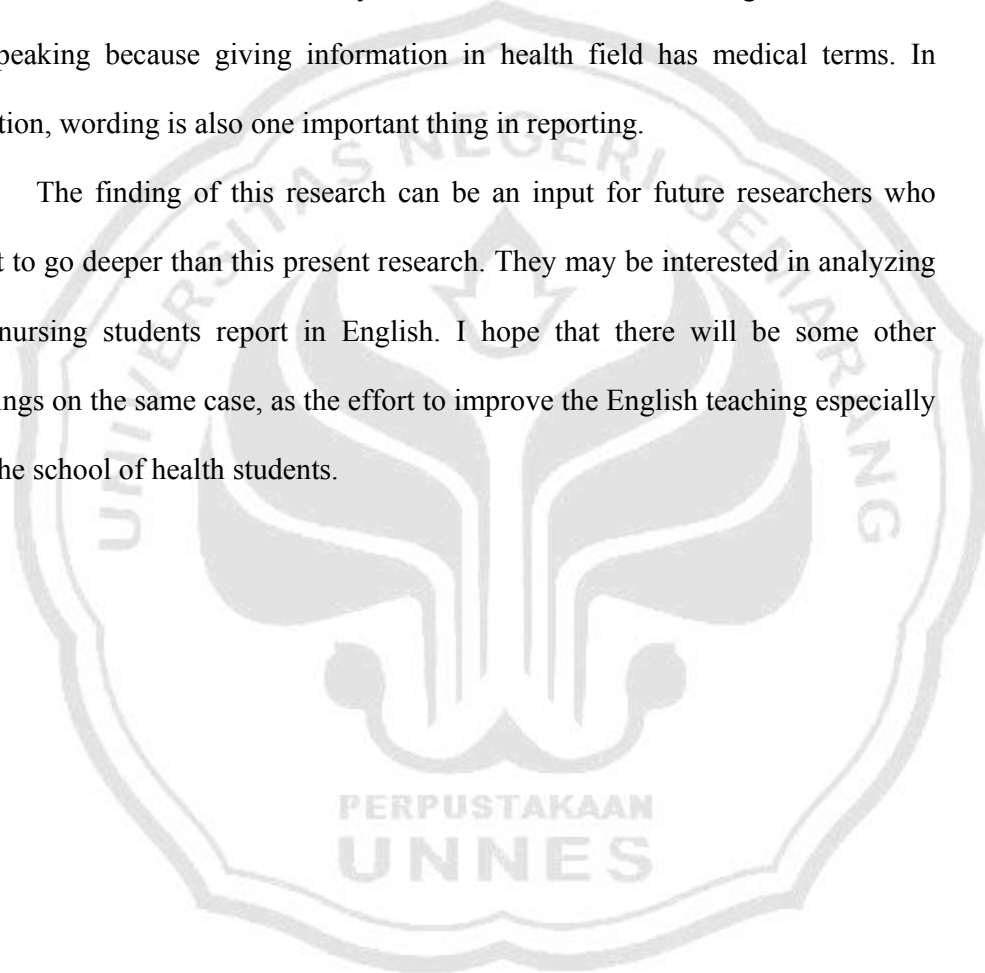 peaking because giving information in health field has medical terms. In
tion, wording is also one important thing in reporting.
The finding of this research can be an input for future researchers who
t to go deeper than this present research. They may be interested in analyzing
nursing students report in English. I hope that there will be some other
ings on the same case, as the effort to improve the English teaching especially
he school of health students.
UNIVERSITAS NEGERI SEMARANG
PERPUSTAKAAN
UNNES